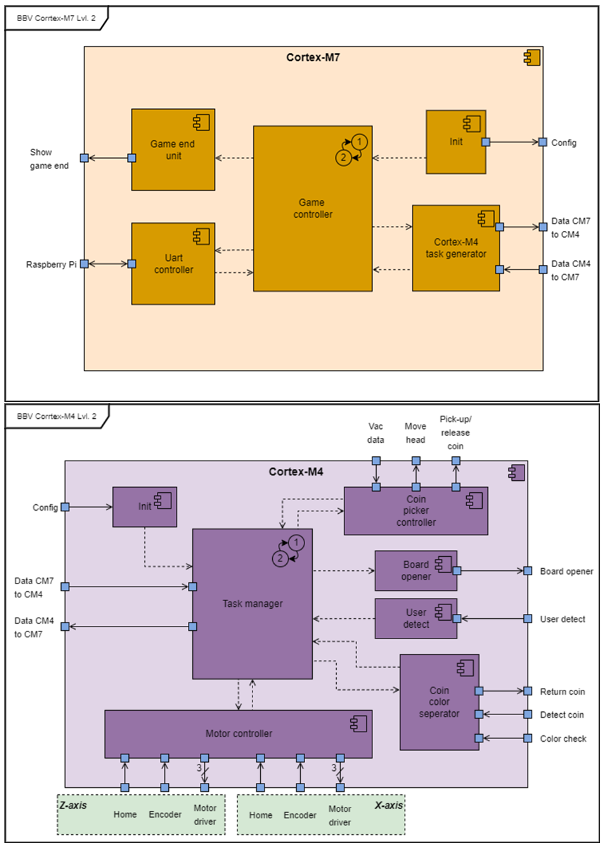 BBV Corrtex-M7 Lvl. 2
Cortex-M7
Game end
unit
Show
game end
Init
Config
1
2
Game
controller
Data CM7
to CM4
Cortex-M4
task generator
Data CM4
to CM7
Raspberry Pi
Uart
controller
BBV Corrtex-M4 Lvl. 2
Vac
data
Move
head
Pick-up/
release
coin
Cortex-M4
Config
Init
Coin
picker
controller
1
2
Board
opener
Board opener
Data CM7
to CM4
Task manager
User
detect
User detect
Data CM4
to CM7
Coin
color
seperator
Return coin
Detect coin
Color check
Motor controller
3
3
Z-axis
Home
Encoder
Motor
driver
X-axis
Home
Encoder
Motor
driver